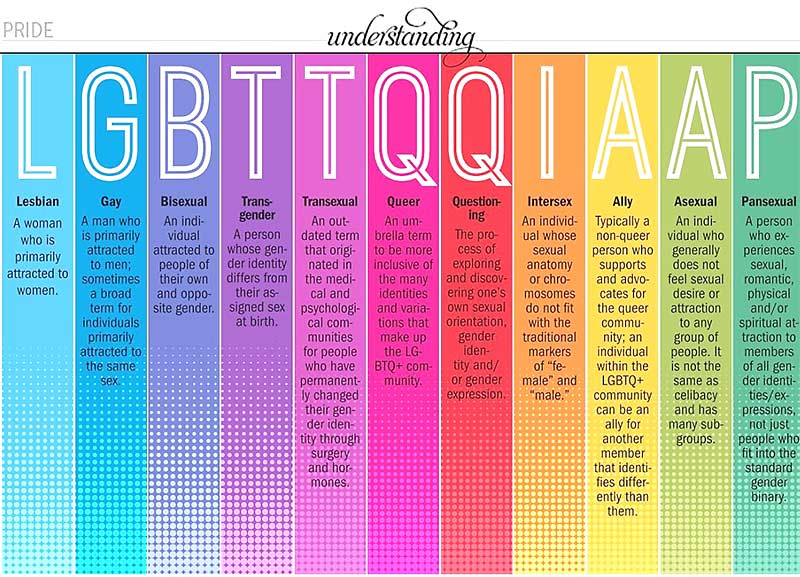 PRIDE
understanding
LGBTTQQIAAP
Lesbian
A woman
who is
primarily
attracted to
women.
Gay
A man who
is primarily
attracted
to men;
sometimes
a broad
term for
individuals
primarily
attracted to
the same
sex.
Bisexual
An indi-
vidual
attracted to
people of
their own
and oppo-
site gender.
Trans-
gender
A person
whose gen-
der identity
differs from
their as-
signed sex
at birth.
Transexual
An out-
dated term
that orig-
inated in
the medi-
cal and
psychologi-
cal com-
munities
for people
who have
permanent-
ly changed
their gen-
der iden-
tity through
surgery
and hor-
mones.
Queer
An um-
brella term
to be more
inclusive of
the many
identities
and varia-
tions that
make up
the LG-
BTQ+ com-
munity.
Question-
ing
The pro-
cess of
exploring
and discov-
ering one's
own sexual
orientation,
gender
iden-
tity and/
or gender
expression.
Intersex
An individ-
ual whose
sexual
anatomy
or chro-
mosomes
do not fit
with the
traditional
markers
of "fe-
male" and
"male."
Ally
Typically a
non-queer
person who
supports
and advo-
cates for
the queer
commu-
nity; an
individual
within the
LGBTQ+
community
can be an
ally for
another
member
that identi-
fies differ-
ently than
them.
Asexual
An indi-
vidual who
generally
does not
feel sexual
desire or
attraction
to any
group of
people. It
is not the
same as
celibacy
and has
many sub-
groups.
Pansexual
A person
who ex-
periences
sexual,
romantic,
physical
and/or
spiritual at-
traction to
members
of all gen-
der identi-
ties/ex-
pressions,
not just
people who
fit into the
standard
gender
binary.